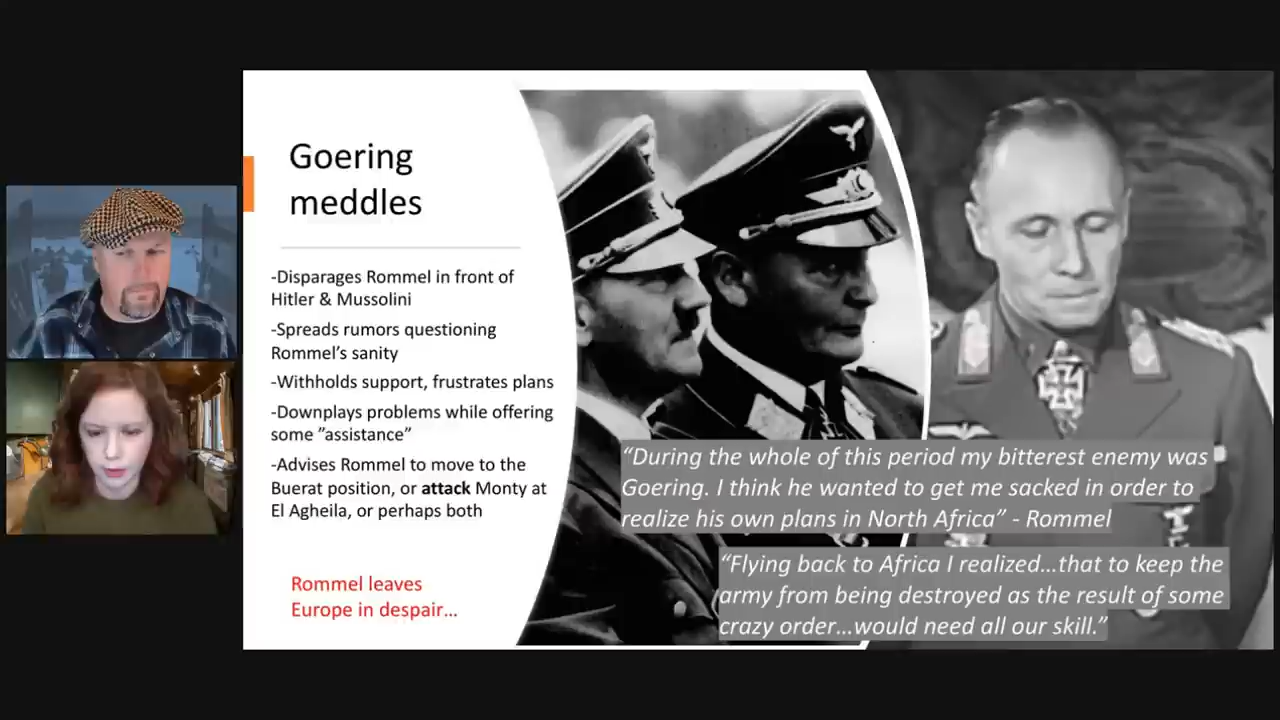 Goering
meddles
-Disparages Rommel in front of
Hitler & Mussolini
-Spreads rumors questioning
Rommel’s sanity
-Withholds support, frustrates plans
-Downplays problems while offering
some ”assistance”
-Advises Rommel to move to the
Buerat position, or attack Monty at
El Agheila, or perhaps both
Rommel leaves
Europe in despair…
“During the whole of this period my bitterest enemy was
Goering. I think he wanted to get me sacked in order to
realize his own plans in North Africa” - Rommel
“Flying back to Africa I realized…that to keep the
army from being destroyed as the result of some
crazy order…would need all our skill.”